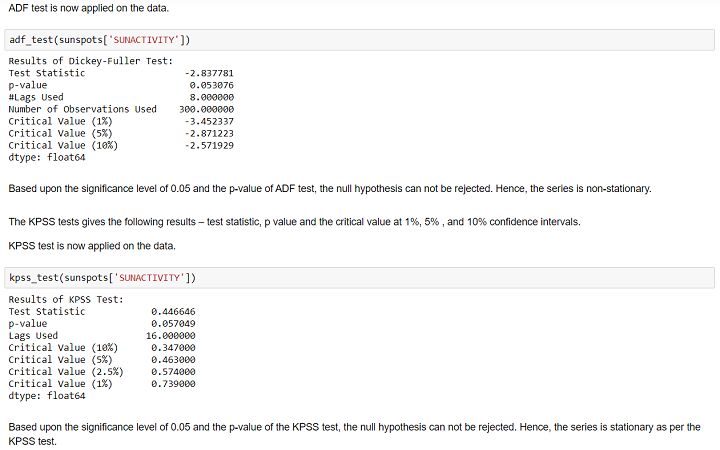 ADF test is now applied on the data.
adf_test(sunspots['SUNACTIVITY'])
Results of Dickey-Fuller Test:
Test Statistic -2.837781
p-value 0.053076
#Lags Used 8.000000
Number of Observations Used 300.000000
Critical Value (1%) -3.452337
Critical Value (5%) -2.871223
Critical Value (10%) -2.571929
dtype: float64
Based upon the significance level of 0.05 and the p-value of ADF test, the null hypothesis can not be rejected. Hence, the series is non-stationary.
The KPSS tests gives the following results – test statistic, p value and the critical value at 1%, 5% , and 10% confidence intervals.
KPSS test is now applied on the data.
kpss_test(sunspots['SUNACTIVITY'])
Results of KPSS Test:
Test Statistic 0.446646
p-value 0.057049
Lags Used 16.000000
Critical Value (10%) 0.347000
Critical Value (5%) 0.463000
Critical Value (2.5%) 0.574000
Critical Value (1%) 0.739000
dtype: float64
Based upon the significance level of 0.05 and the p-value of the KPSS test, the null hypothesis can not be rejected. Hence, the series is stationary as per the
KPSS test.